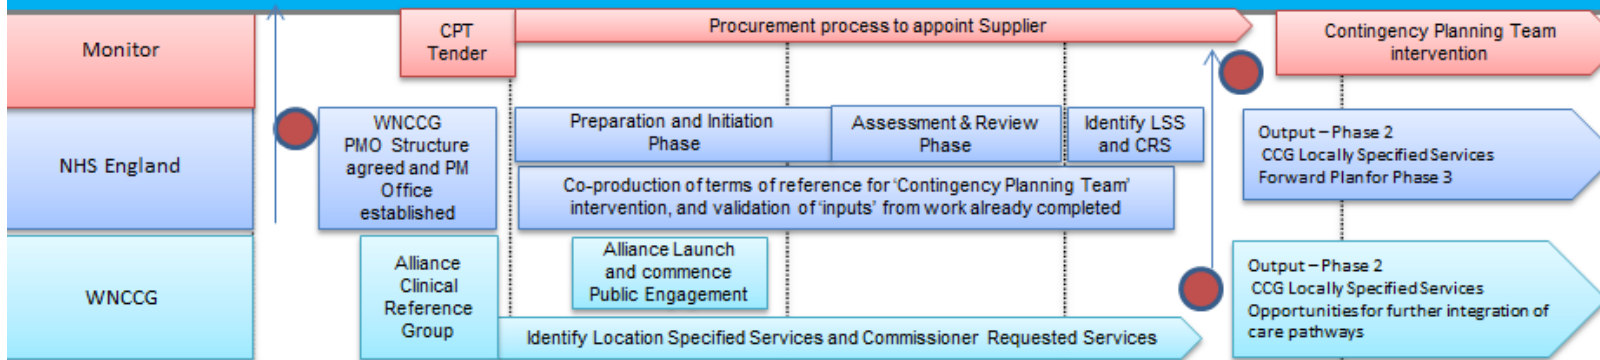 Monitor
CPT
Tender
Procurement process to appoint Supplier
Contingency Planning Team
intervention
NHS England
WNCCG
PMO Structure
agreed and PM
Office
established
Preparation and Initiation
Phase
Assessment & Review
Phase
Identify LSS
and CRS
Co-production of terms of reference for 'Contingency Planning Team'
intervention, and validation of 'inputs' from work already completed
Output – Phase 2
CCG Locally Specified Services
Forward Plan for Phase 3
WNCCG
Alliance
Clinical
Reference
Group
Alliance Launch
and commence
Public Engagement
Identify Location Specified Services and Commissioner Requested Services
Output – Phase 2
CCG Locally Specified Services
Opportunities for further integration of
care pathways